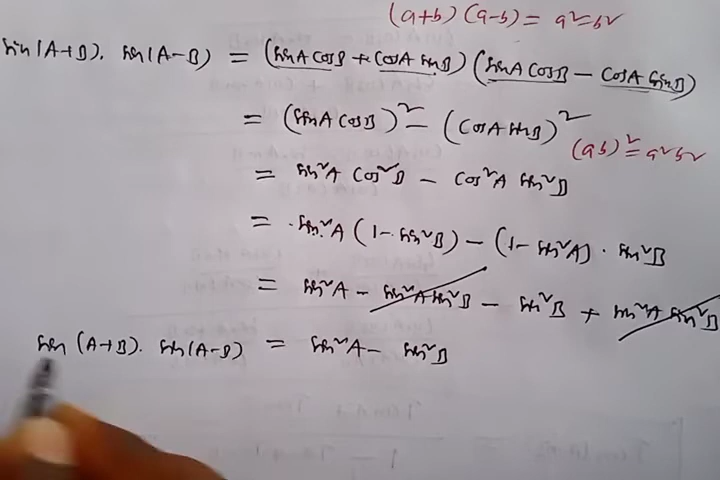 (a+b) (a-b) = a²-b²
sin(A+B). sin(A-B) = (sinA cosB + cosA sinB) (sinA cosB - cosA sinB)
= (sinA cosB)² - (cosA sinB)²
(ab)² = a²b²
= sin²A cos²B - cos²A sin²B
= sin²A (1 - sin²B) - (1 - sin²A) . sin²B
= sin²A - sin²A sin²B - sin²B + sin²A sin²B
sin (A+B). sin(A-B) = sin²A - sin²B